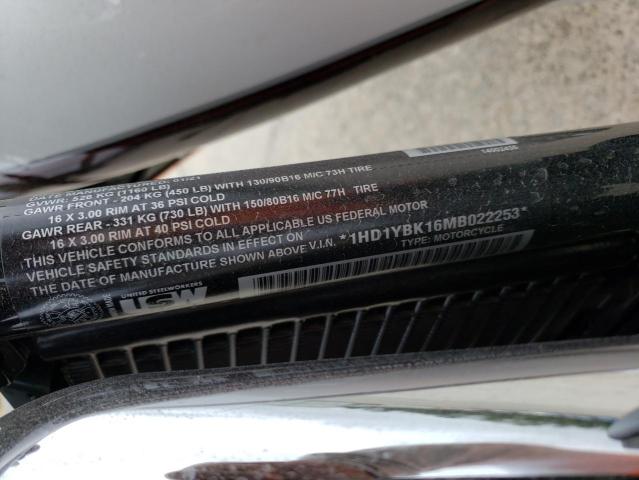 DATE MANUFACTURED: 01/21
GVWR: 526 KG (1160 LB)
GAWR FRONT - 204 KG (450 LB) WITH 130/90B16 M/C 73H TIRE
16 X 3.00 RIM AT 36 PSI COLD
GAWR REAR - 331 KG (730 LB) WITH 150/80B16 M/C 77H TIRE
16 X 3.00 RIM AT 40 PSI COLD
THIS VEHICLE CONFORMS TO ALL APPLICABLE US FEDERAL MOTOR
VEHICLE SAFETY STANDARDS IN EFFECT ON
THE DATE OF MANUFACTURE SHOWN ABOVE V.I.N. *1HD1YBK16MB022253*
TYPE: MOTORCYCLE
UNITED STEELWORKERS